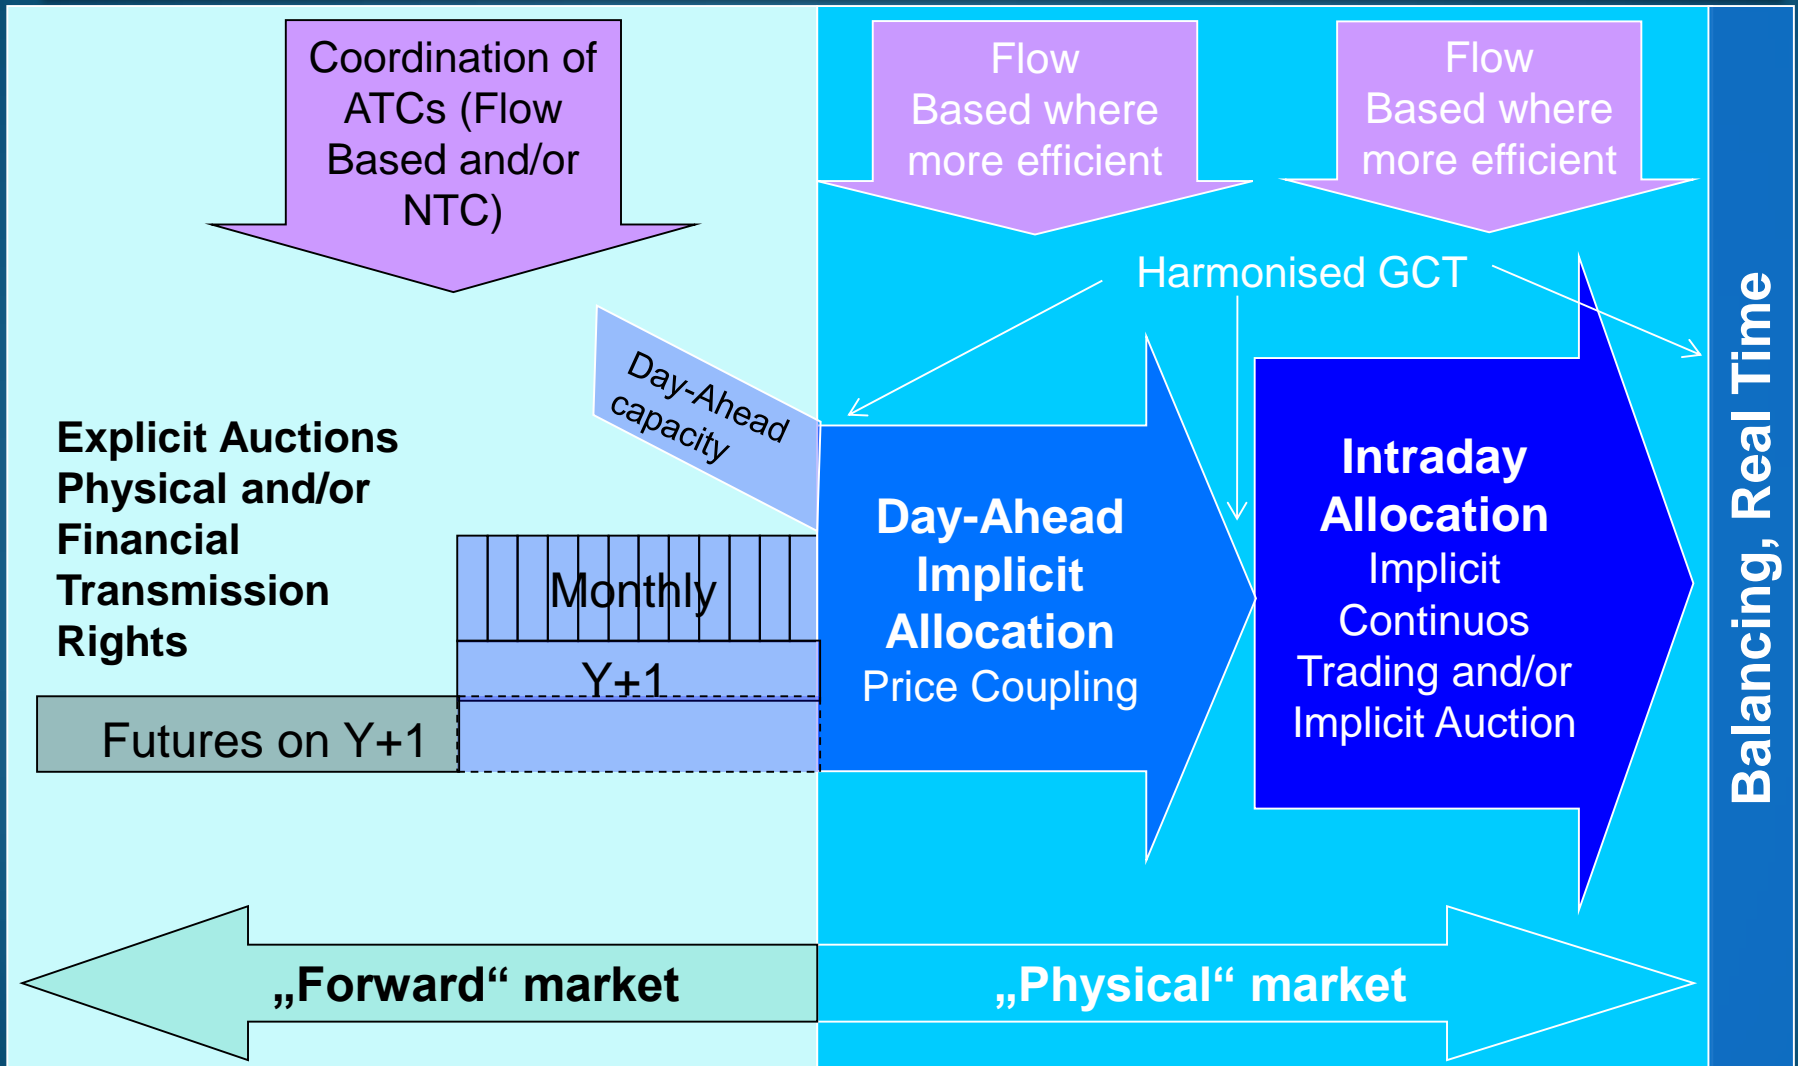 Coordination of
ATCs (Flow
Based and/or
NTC)
Flow
Based where
more efficient
Flow
Based where
more efficient
Harmonised GCT
Day-Ahead
capacity
Explicit Auctions
Physical and/or
Financial
Transmission
Rights
Monthly
Y+1
Futures on Y+1
Day-Ahead
Implicit
Allocation
Price Coupling
Intraday
Allocation
Implicit
Continuos
Trading and/or
Implicit Auction
Balancing, Real Time
„Forward“ market
„Physical“ market